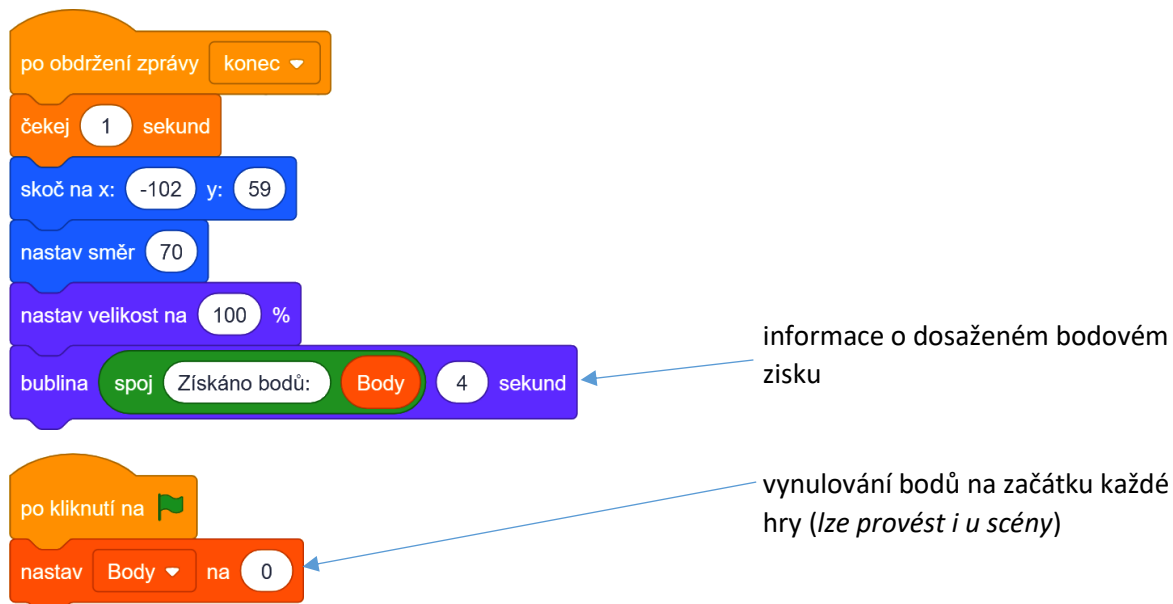 po obdržení zprávy konec
čekej 1 sekund
skoč na x: -102 y: 59
nastav směr 70
nastav velikost na 100 %
bublina spoj Získáno bodů: Body 4 sekund
informace o dosaženém bodovém
zisku
po kliknutí na
nastav Body na 0
vynulování bodů na začátku každé
hry (lze provést i u scény)